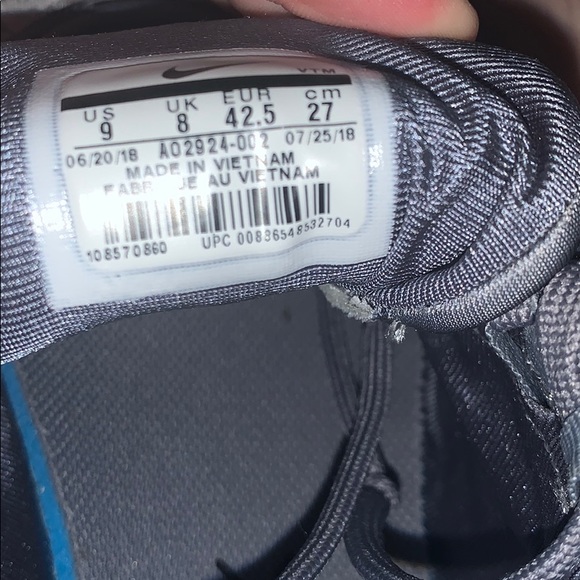 VTM
US UK EUR cm
9 8 42.5 27
06/20/18 AO2924-002 07/25/18
MADE IN VIETNAM
AU VIETNAM
108570860 UPC 008836548532704